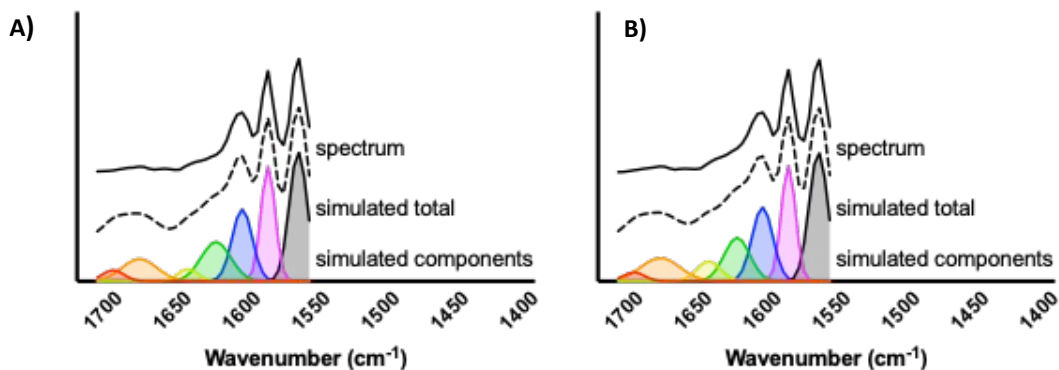 A)
spectrum
simulated total
simulated components
1700 1650 1600 1550 1500 1450 1400
Wavenumber (cm⁻¹)
B)
spectrum
simulated total
simulated components
1700 1650 1600 1550 1500 1450 1400
Wavenumber (cm⁻¹)